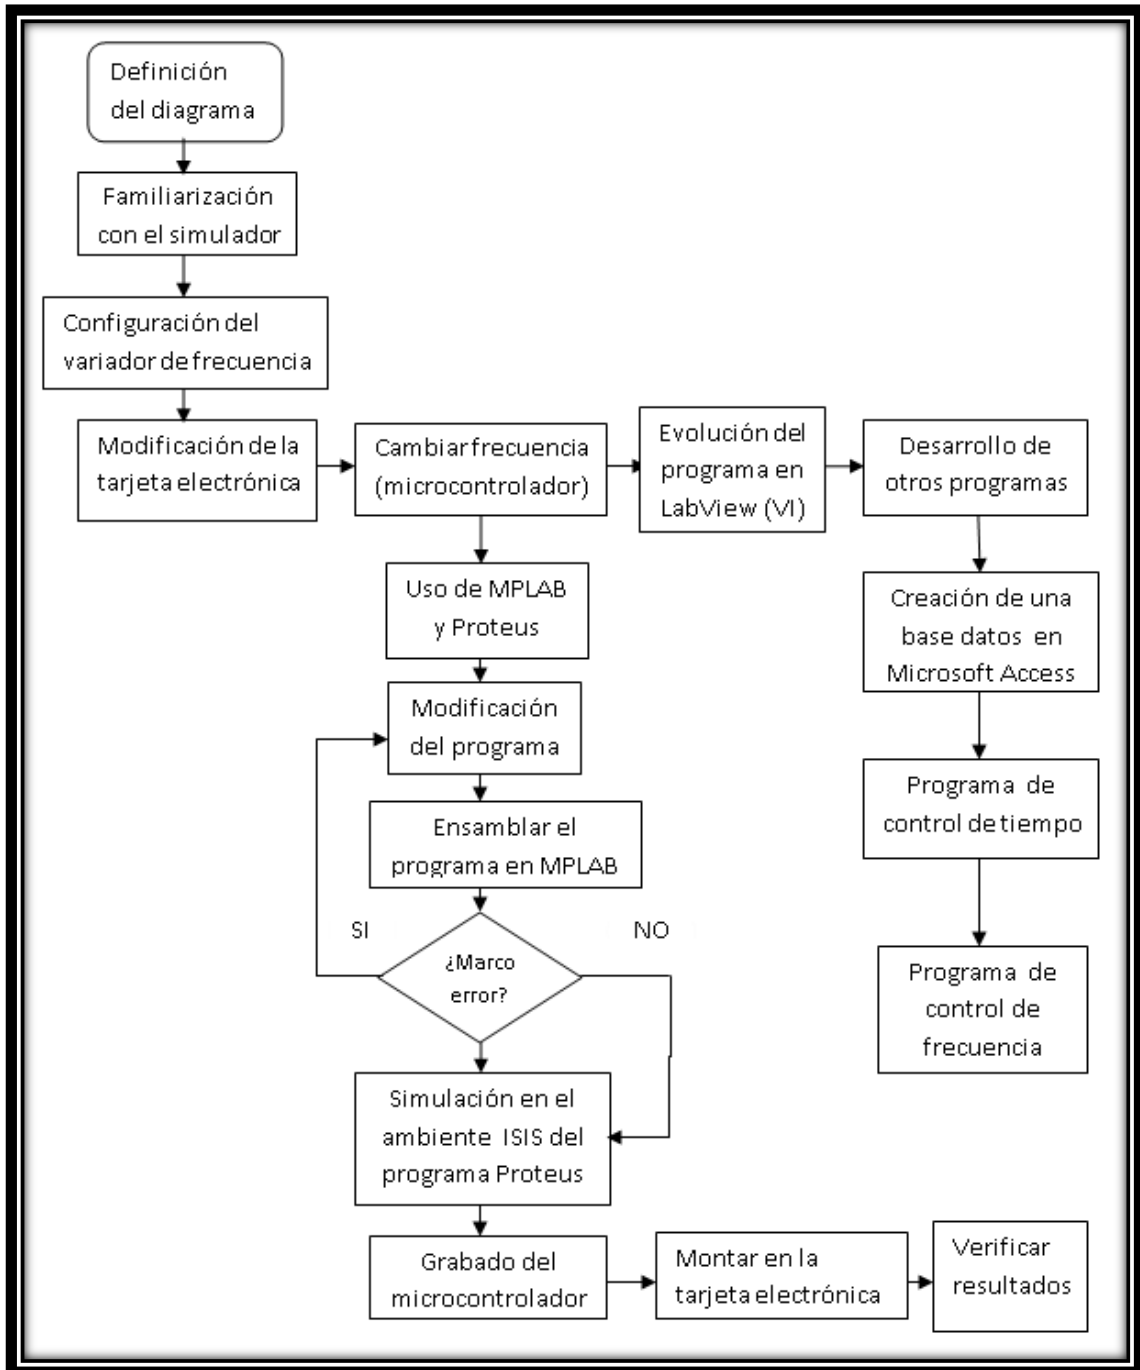 Definición
del diagrama
Familiarización
con el simulador
Configuración del
variador de frecuencia
Modificación de la
tarjeta electrónica
Cambiar frecuencia
(microcontrolador)
Evolución del
programa en
LabView (VI)
Desarrollo de
otros programas
Uso de MPLAB
y Proteus
Creación de una
base datos en
Microsoft Access
Modificación
del programa
Programa de
control de tiempo
Ensamblar el
programa en MPLAB
SI
NO
¿Marco
error?
Programa de
control de
frecuencia
Simulación en el
ambiente ISIS del
programa Proteus
Grabado del
microcontrolador
Montar en la
tarjeta electrónica
Verificar
resultados